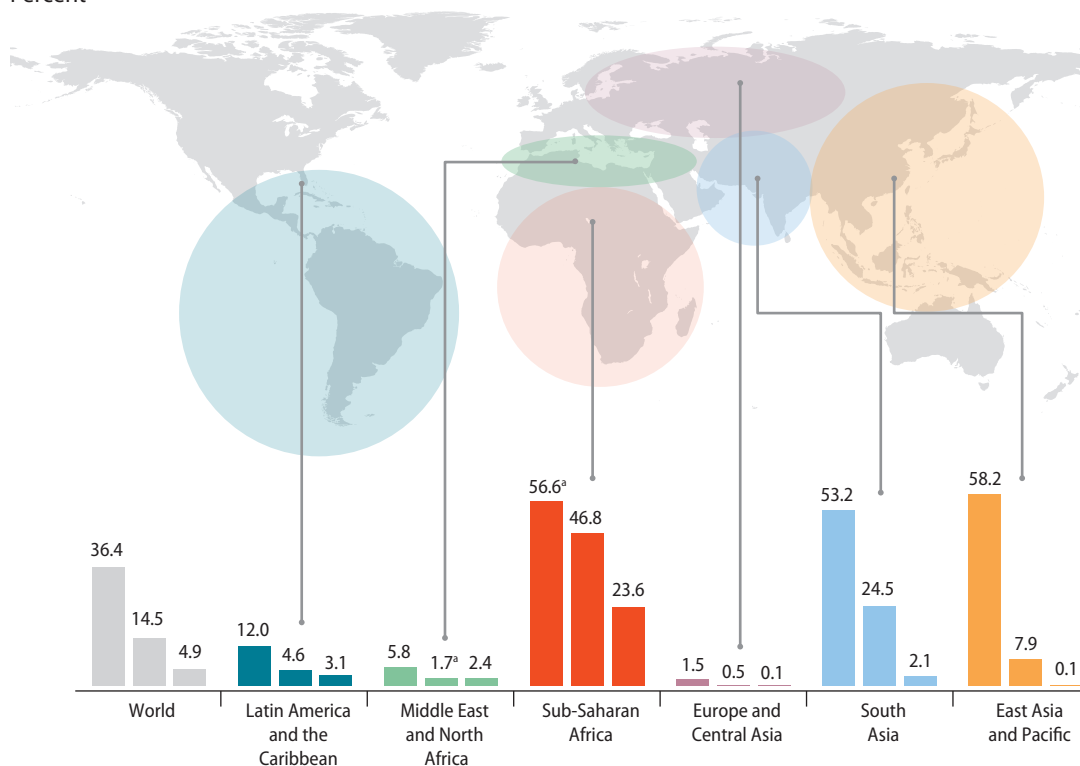 Percent
36.4
14.5
4.9
12.0
4.6
3.1
5.8
1.7ᵃ
2.4
56.6ᵃ
46.8
23.6
1.5
0.5
0.1
53.2
24.5
2.1
58.2
7.9
0.1
World
Latin America
and the
Caribbean
Middle East
and North
Africa
Sub-Saharan
Africa
Europe and
Central Asia
South
Asia
East Asia
and Pacific